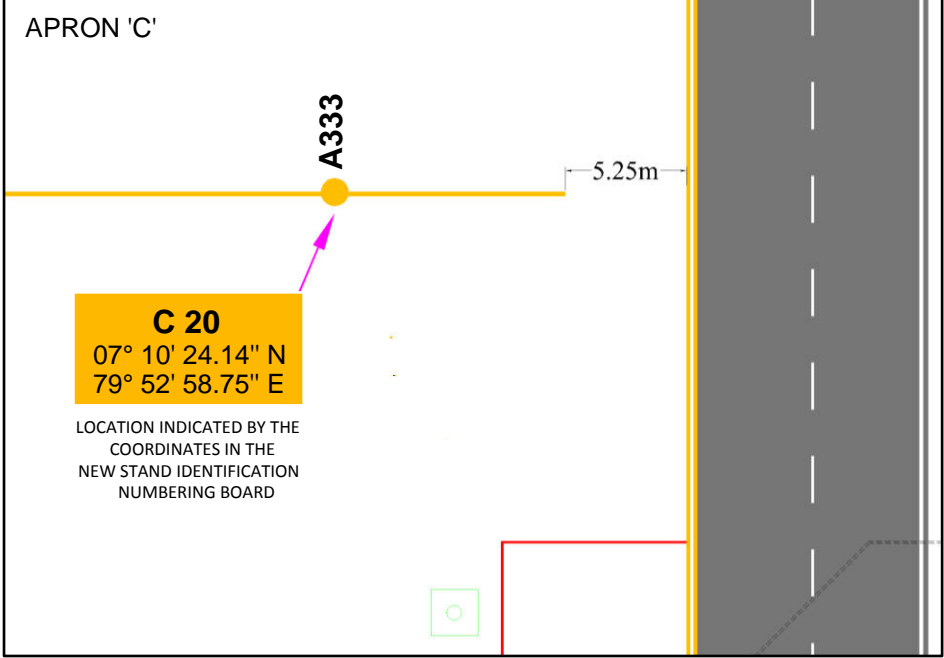 APRON 'C'
A333
5.25m
C 20
07° 10' 24.14" N
79° 52' 58.75" E
LOCATION INDICATED BY THE
COORDINATES IN THE
NEW STAND IDENTIFICATION
NUMBERING BOARD